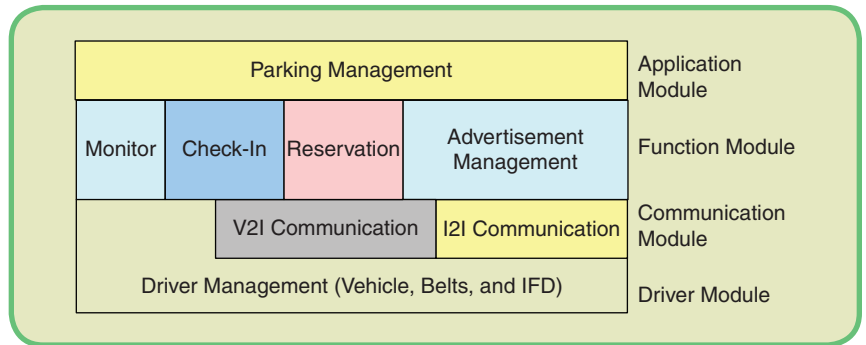 Parking Management
Application
Module
Monitor
Check-In
Reservation
Advertisement
Management
Function Module
V2I Communication
I2I Communication
Communication
Module
Driver Management (Vehicle, Belts, and IFD)
Driver Module